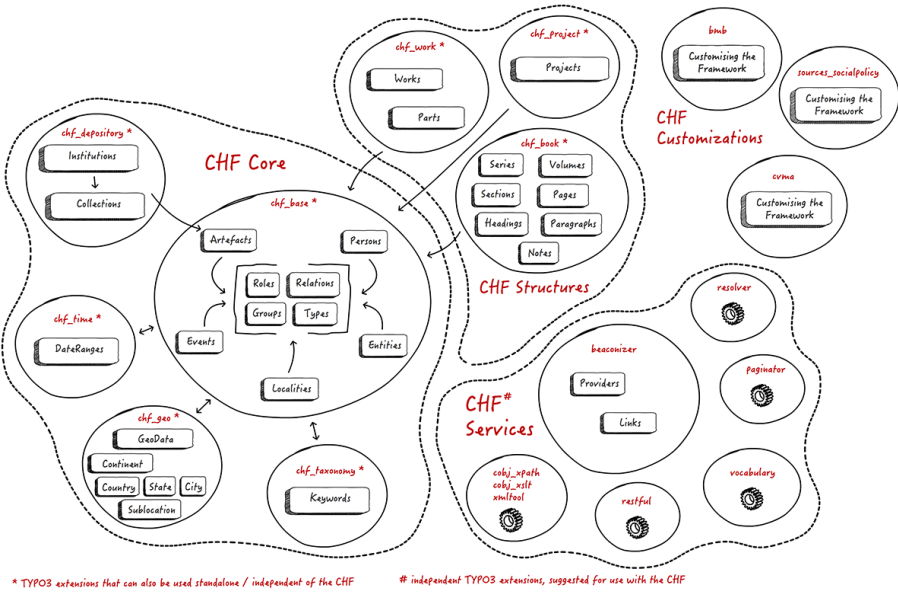 chf_depository *
Institutions
Collections
CHF Core
chf_base *
Artefacts
Persons
Roles
Relations
Groups
Types
Events
Entities
Localities
chf_time *
DateRanges
chf_geo *
GeoData
Continent
Country
State
City
Sublocation
chf_taxonomy *
Keywords
chf_work *
Works
Parts
chf_project *
Projects
chf_book *
Series
Volumes
Sections
Pages
Headings
Paragraphs
Notes
CHF Structures
bmb
Customising the
Framework
sources_socialpolicy
Customising the
Framework
CHF
Customizations
cvma
Customising the
Framework
CHF#
Services
resolver
beaconizer
Providers
Links
paginator
cobj_xpath
cobj_xslt
xmltool
restful
vocabulary
* TYPO3 extensions that can also be used standalone / independent of the CHF
# independent TYPO3 extensions, suggested for use with the CHF